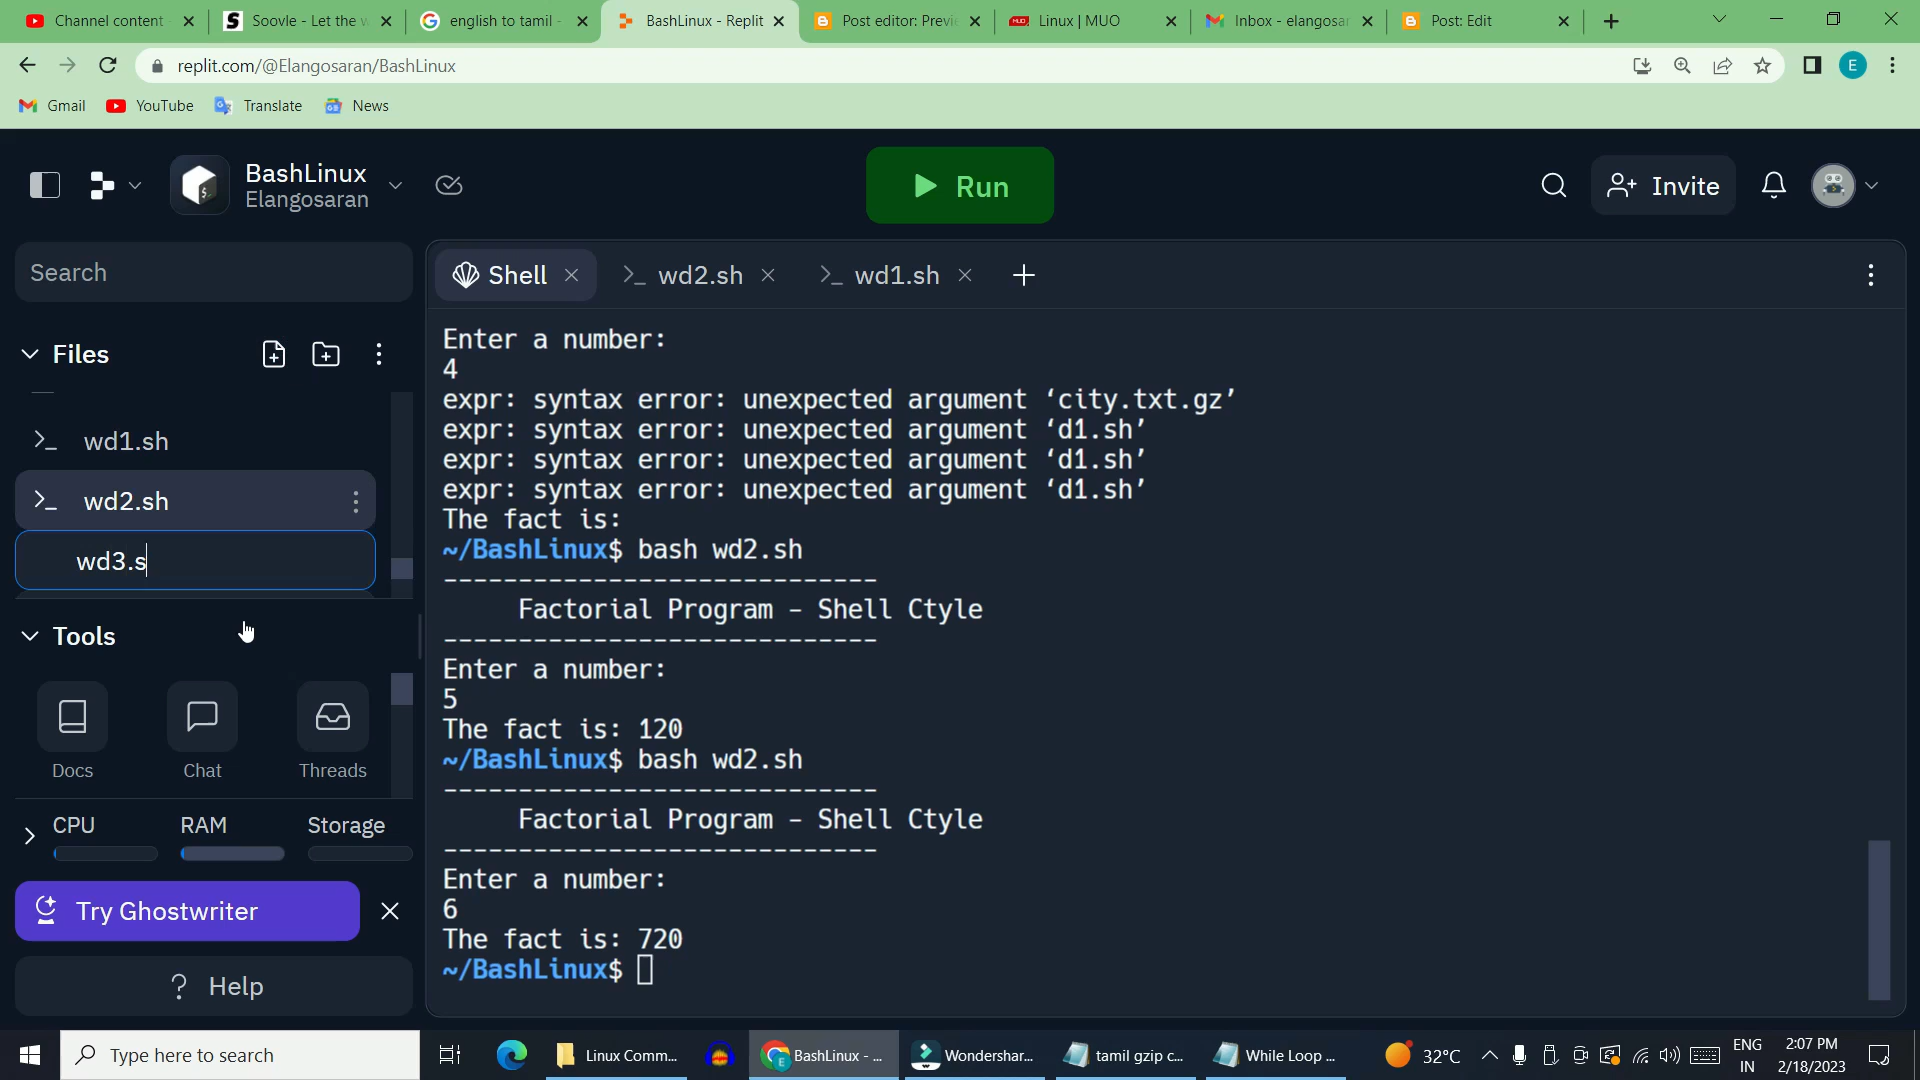 Channel content
Soovle - Let the w
english to tamil -
BashLinux - Replit
Post editor: Previe
Linux | MUO
Inbox - elangosar
Post: Edit
replit.com/@Elangosaran/BashLinux
E
Gmail
YouTube
Translate
News
BashLinux
Elangosaran
Run
Invite
Search
Shell
wd2.sh
wd1.sh
Files
wd1.sh
wd2.sh
wd3.s
Tools
Docs
Chat
Threads
CPU
RAM
Storage
Try Ghostwriter
? Help
Enter a number:
4
expr: syntax error: unexpected argument ‘city.txt.gz’
expr: syntax error: unexpected argument ‘d1.sh’
expr: syntax error: unexpected argument ‘d1.sh’
expr: syntax error: unexpected argument ‘d1.sh’
The fact is:
~/BashLinux$ bash wd2.sh
-----------------------------
Factorial Program - Shell Ctyle
-----------------------------
Enter a number:
5
The fact is: 120
~/BashLinux$ bash wd2.sh
-----------------------------
Factorial Program - Shell Ctyle
-----------------------------
Enter a number:
6
The fact is: 720
~/BashLinux$
Type here to search
Linux Comm...
BashLinux - ...
Wondershar...
tamil gzip c...
While Loop ...
32°C
ENG
IN
2:07 PM
2/18/2023